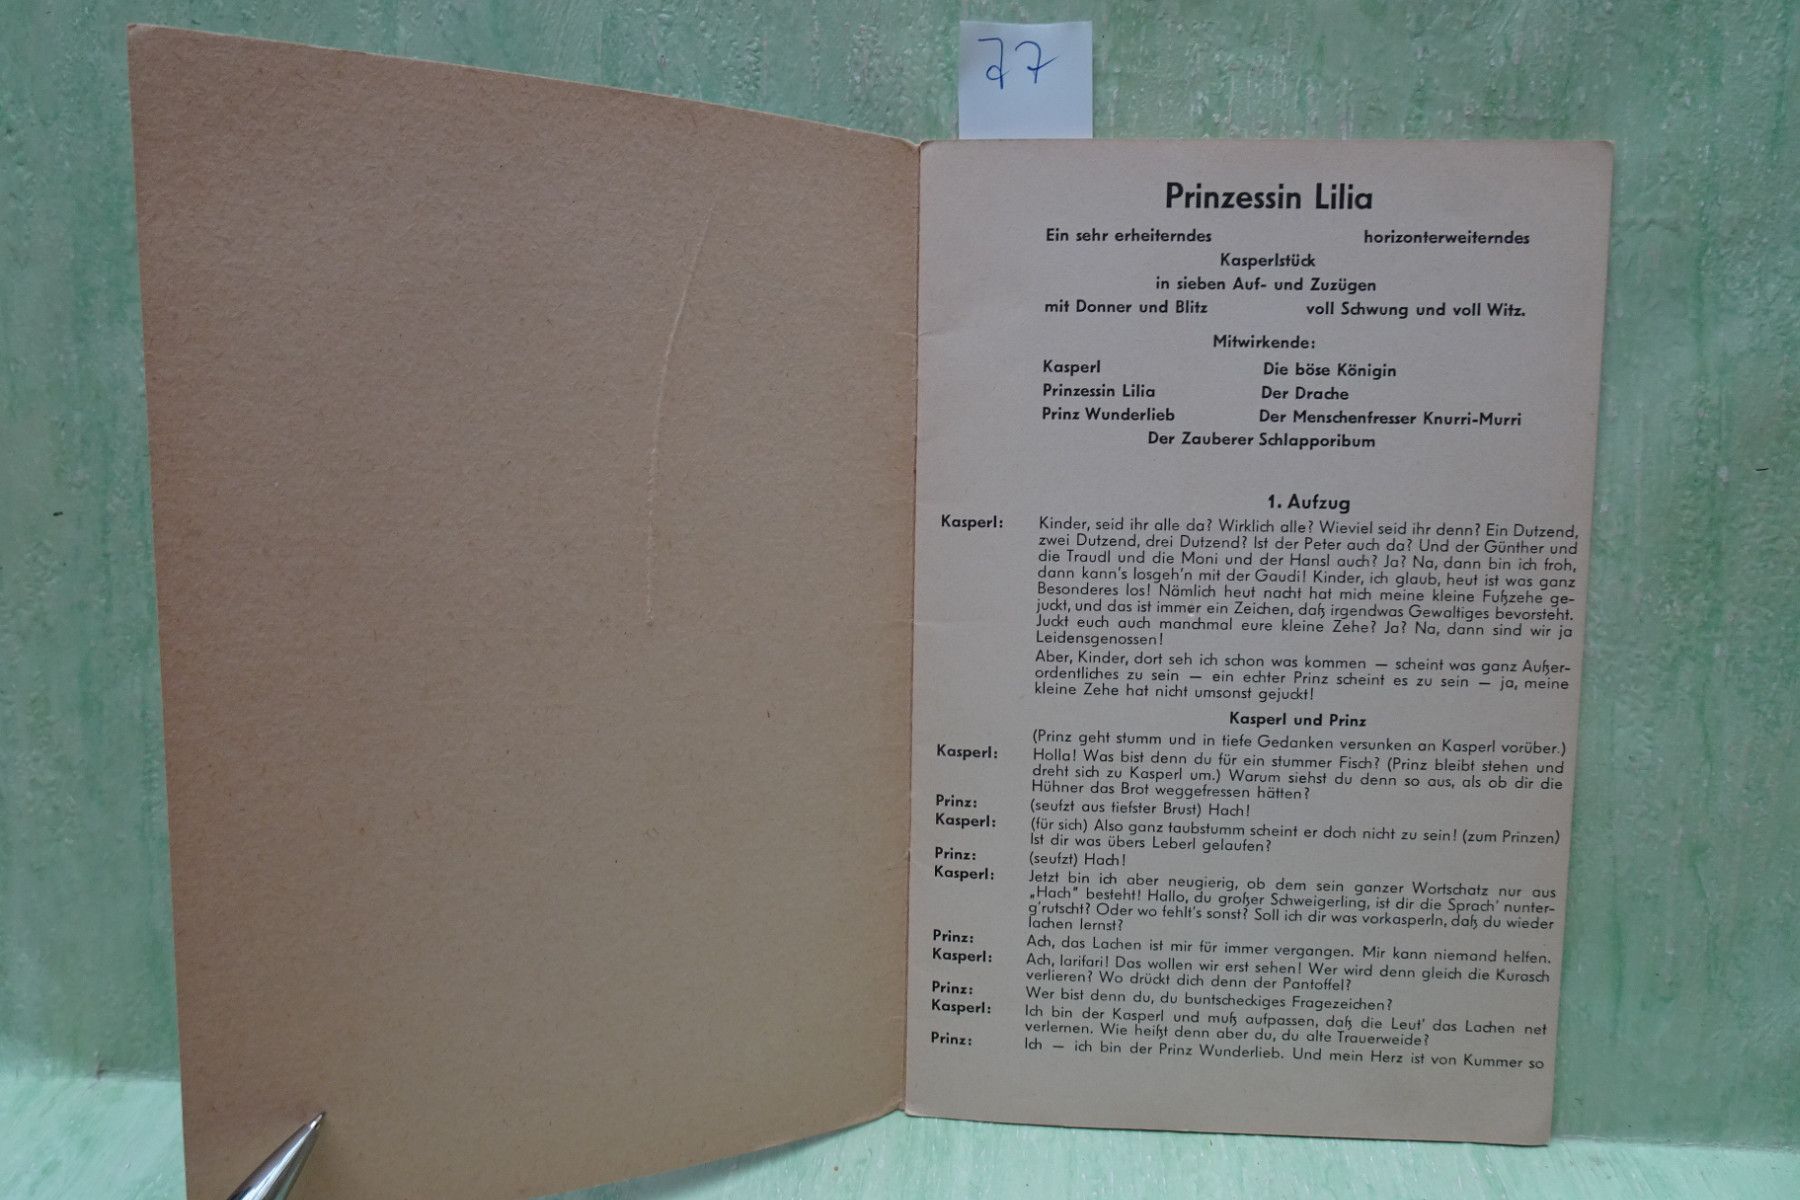 77
Prinzessin Lilia
Ein sehr erheiterndes horizonterweiterndes
Kasperlstück
in sieben Auf- und Zuzügen
mit Donner und Blitz voll Schwung und voll Witz.
Mitwirkende:
Kasperl Die böse Königin
Prinzessin Lilia Der Drache
Prinz Wunderlieb Der Menschenfresser Knurri-Murri
Der Zauberer Schlapporibum
1. Aufzug
Kasperl: Kinder, seid ihr alle da? Wirklich alle? Wieviel seid ihr denn? Ein Dutzend,
zwei Dutzend, drei Dutzend? Ist der Peter auch da? Und der Günther und
die Traudl und die Moni und der Hansl auch? Ja? Na, dann bin ich froh,
dann kann's losgeh'n mit der Gaudi! Kinder, ich glaub, heut ist was ganz
Besonderes los! Nämlich heut nacht hat mich meine kleine Fußzehe ge-
juckt, und das ist immer ein Zeichen, daß irgendwas Gewaltiges bevorsteht.
Juckt euch auch manchmal eure kleine Zehe? Ja? Na, dann sind wir ja
Leidensgenossen!
Aber, Kinder, dort seh ich schon was kommen — scheint was ganz Außer-
ordentliches zu sein — ein echter Prinz scheint es zu sein — ja, meine
kleine Zehe hat nicht umsonst gejuckt!
Kasperl und Prinz
(Prinz geht stumm und in tiefe Gedanken versunken an Kasperl vorüber.)
Kasperl: Holla! Was bist denn du für ein stummer Fisch? (Prinz bleibt stehen und
dreht sich zu Kasperl um.) Warum siehst du denn so aus, als ob dir die
Hühner das Brot weggefressen hätten?
Prinz: (seufzt aus tiefster Brust) Hach!
Kasperl: (für sich) Also ganz taubstumm scheint er doch nicht zu sein! (zum Prinzen)
Ist dir was übers Leberl gelaufen?
Prinz: (seufzt) Hach!
Kasperl: Jetzt bin ich aber neugierig, ob dem sein ganzer Wortschatz nur aus
„Hach" besteht! Hallo, du großer Schweigerling, ist dir die Sprach' nunter-
g'rutscht? Oder wo fehlt's sonst? Soll ich dir was vorkasperln, daß du wieder
lachen lernst?
Prinz: Ach, das Lachen ist mir für immer vergangen. Mir kann niemand helfen.
Kasperl: Ach, larifari! Das wollen wir erst sehen! Wer wird denn gleich die Kurasch
verlieren? Wo drückt dich denn der Pantoffel?
Prinz: Wer bist denn du, du buntscheckiges Fragezeichen?
Kasperl: Ich bin der Kasperl und muß aufpassen, daß die Leut' das Lachen net
verlernen. Wie heißt denn aber du, du alte Trauerweide?
Prinz: Ich — ich bin der Prinz Wunderlieb. Und mein Herz ist von Kummer so